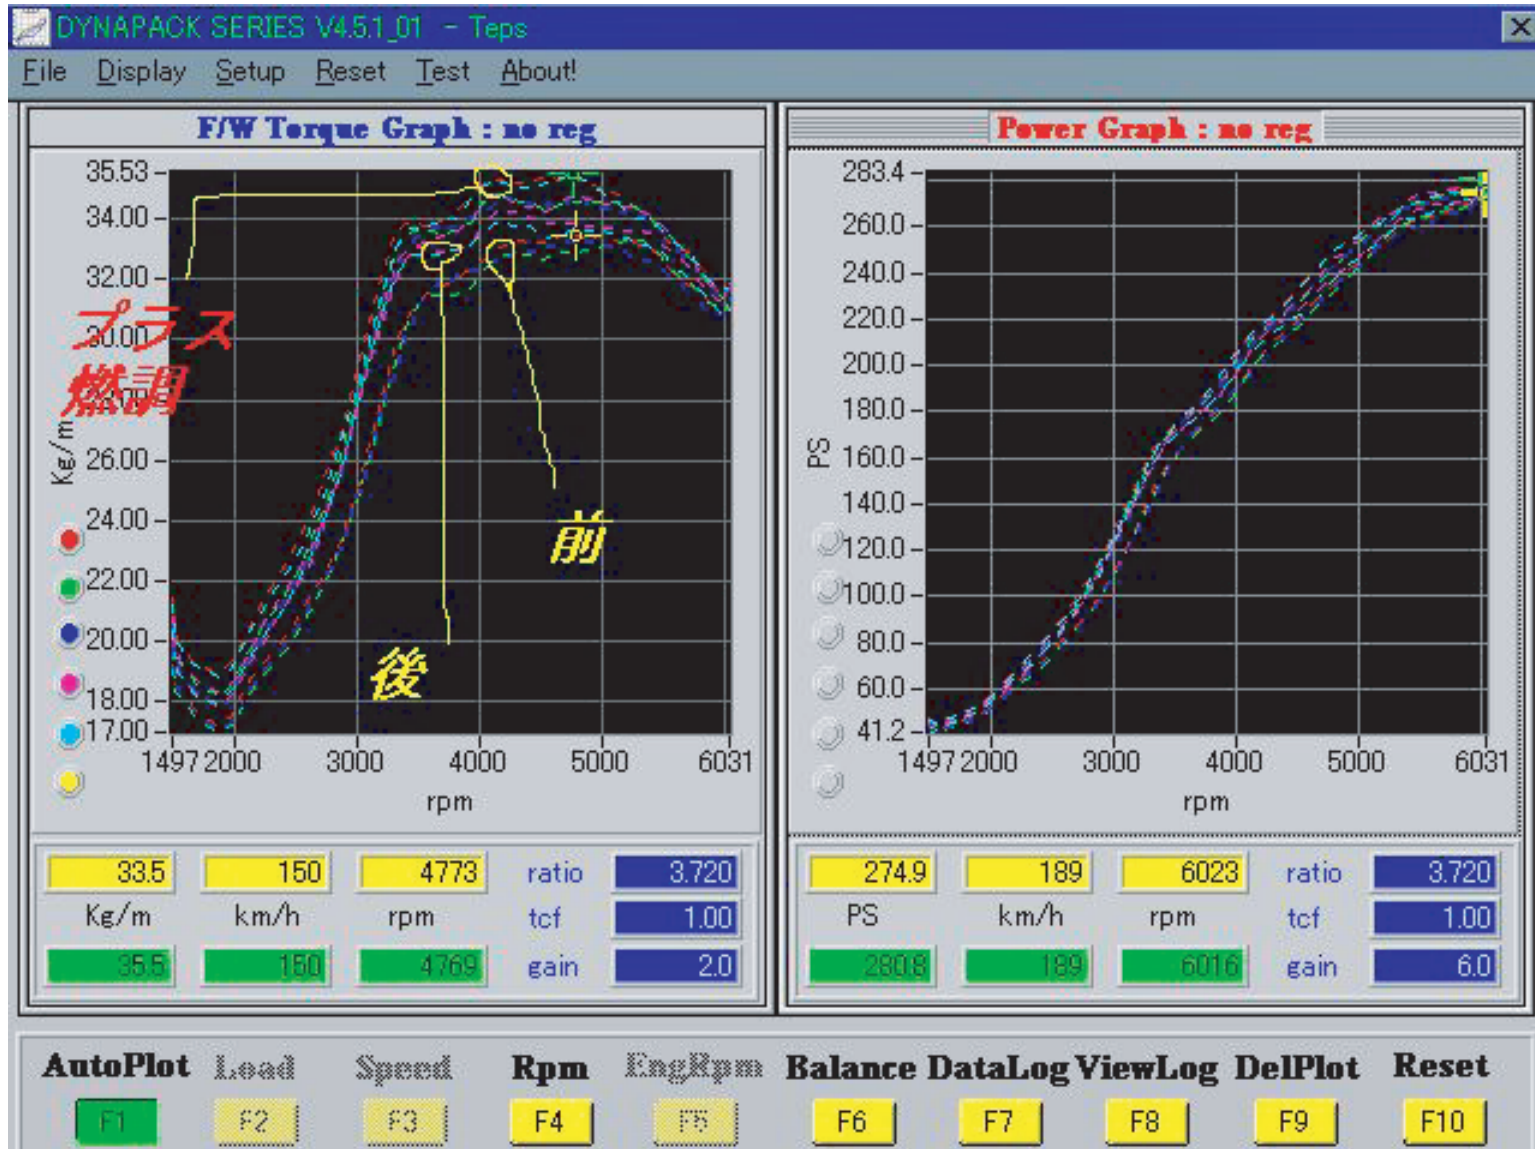 DYNAPACK SERIES V4.5.1_01 - Teps
File Display Setup Reset Test About!
F/W Torque Graph : no reg
35.53
34.00
32.00
30.00
プラス
燃調
26.00
24.00
22.00
20.00
18.00
17.00
Kg/m
前
後
1497 2000 3000 4000 5000 6031
rpm
33.5 150 4773 ratio 3.720
Kg/m km/h rpm tcf 1.00
35.5 150 4769 gain 2.0
Power Graph : no reg
283.4
260.0
240.0
220.0
200.0
180.0
160.0
140.0
120.0
100.0
80.0
60.0
41.2
PS
1497 2000 3000 4000 5000 6031
rpm
274.9 189 6023 ratio 3.720
PS km/h rpm tcf 1.00
280.8 189 6016 gain 6.0
AutoPlot Load Speed Rpm EngRpm Balance DataLog ViewLog DelPlot Reset
F1 F2 F3 F4 F5 F6 F7 F8 F9 F10